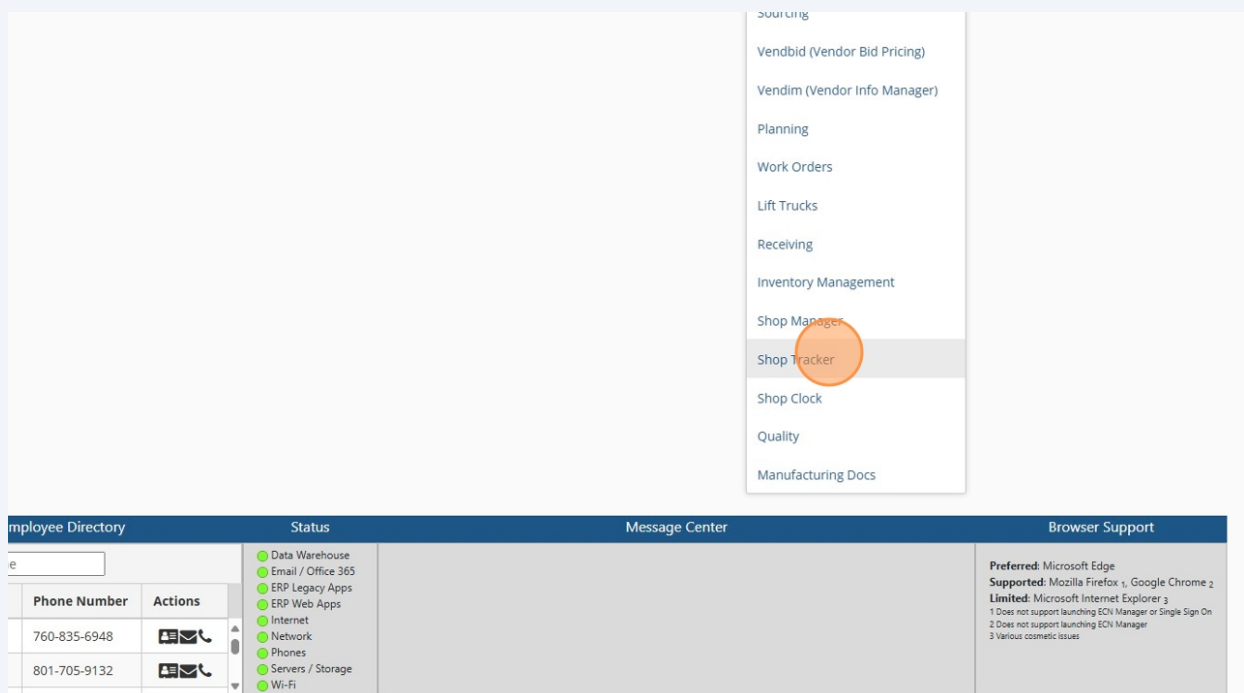 Sourcing
Vendbid (Vendor Bid Pricing)
Vendim (Vendor Info Manager)
Planning
Work Orders
Lift Trucks
Receiving
Inventory Management
Shop Manager
Shop Tracker
Shop Clock
Quality
Manufacturing Docs
mployee Directory
e
Phone Number Actions
760-835-6948
801-705-9132
Status
Data Warehouse
Email / Office 365
ERP Legacy Apps
ERP Web Apps
Internet
Network
Phones
Servers / Storage
Wi-Fi
Message Center
Browser Support
Preferred: Microsoft Edge
Supported: Mozilla Firefox 1, Google Chrome 2
Limited: Microsoft Internet Explorer 3
1 Does not support launching ECN Manager or Single Sign On
2 Does not support launching ECN Manager
3 Various cosmetic issues